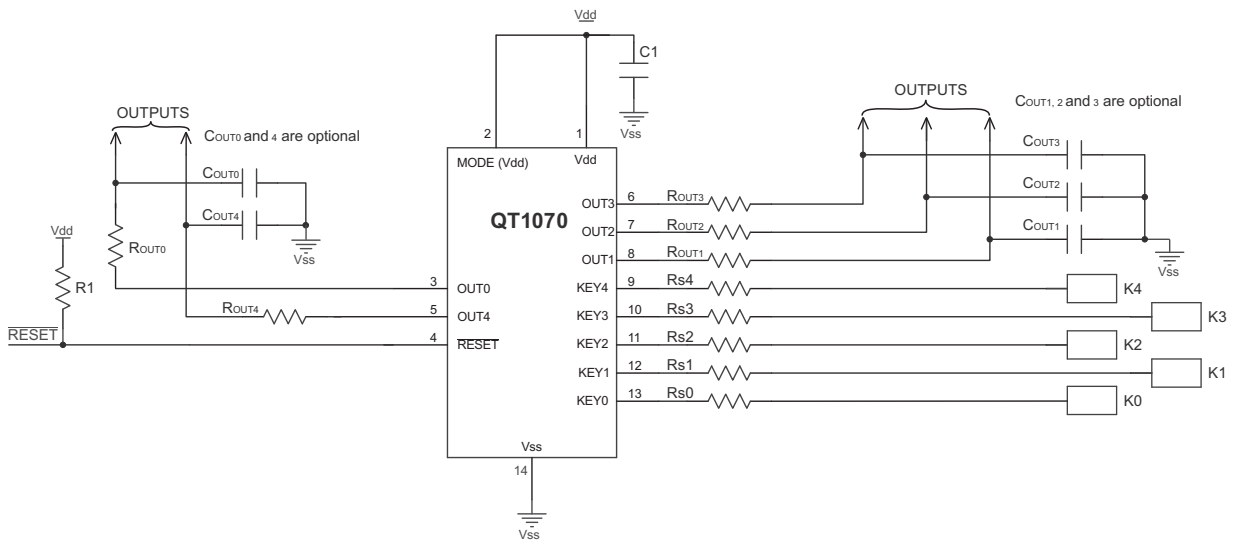 Vdd
C1
Vss
OUTPUTS
COUT0 and 4 are optional
COUT0
COUT4
Vss
ROUT0
Vdd
R1
ROUT4
RESET
OUTPUTS
COUT1, 2 and 3 are optional
COUT3
COUT2
COUT1
Vss
2
1
MODE (Vdd)
Vdd
QT1070
3 OUT0
5 OUT4
4 RESET
OUT3 6 ROUT3
OUT2 7 ROUT2
OUT1 8 ROUT1
KEY4 9 Rs4 K4
KEY3 10 Rs3 K3
KEY2 11 Rs2 K2
KEY1 12 Rs1 K1
KEY0 13 Rs0 K0
Vss
14
Vss